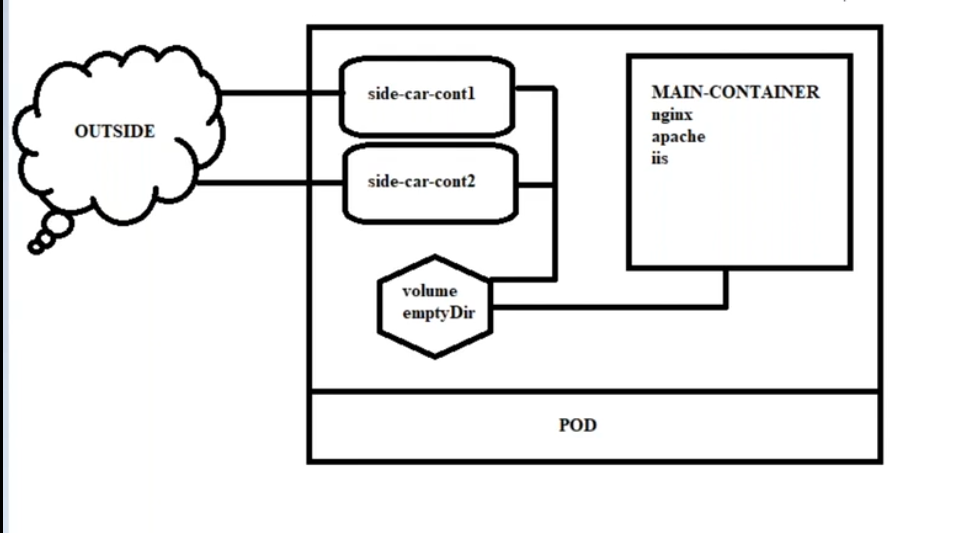 OUTSIDE
side-car-cont1
side-car-cont2
volume
emptyDir
MAIN-CONTAINER
nginx
apache
iis
POD